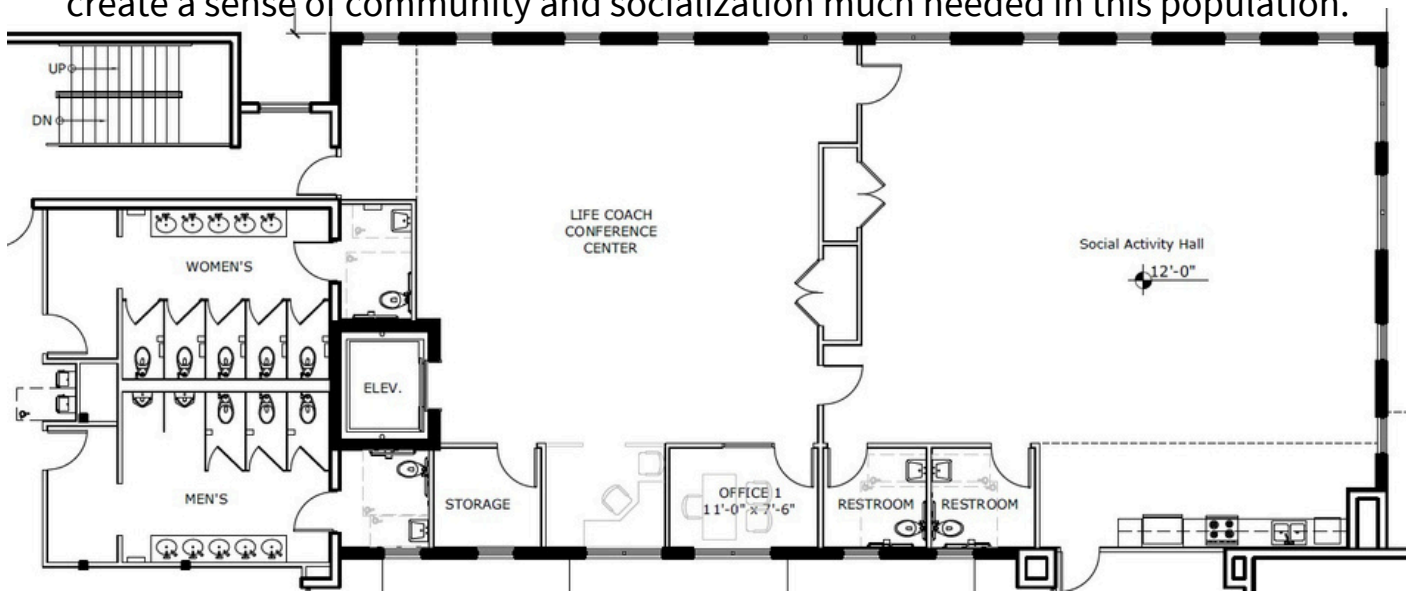 create a sense of community and socialization much needed in this population.
UP
DN
LIFE COACH
CONFERENCE
CENTER
Social Activity Hall
12'-0"
WOMEN'S
ELEV.
MEN'S
STORAGE
OFFICE 1
11'-0" x 7'-6"
RESTROOM
RESTROOM